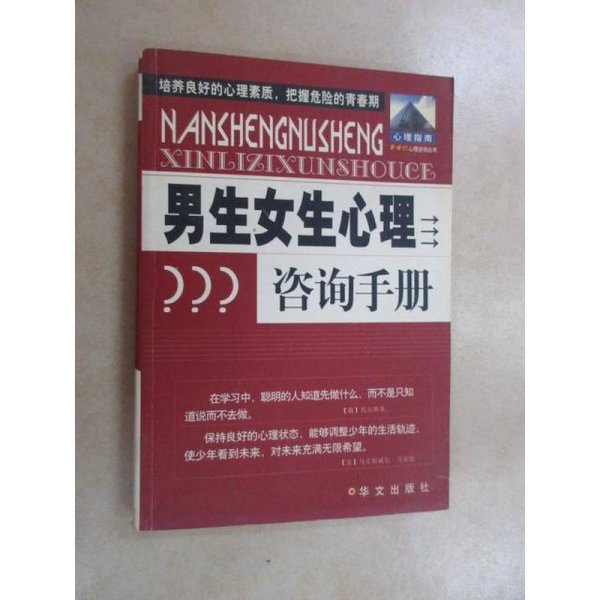 培养良好的心理素质，把握危险的青春期
NANSHENGNUSHENG
XINLIZIXUNSHOUCE
心理指南
男生女生心理
咨询手册
???
在学习中，聪明的人知道先做什么，而不是只知
道说而不去做。
保持良好的心理状态，能够调整少年的生活轨迹，
使少年看到未来，对未来充满无限希望。
华文出版社